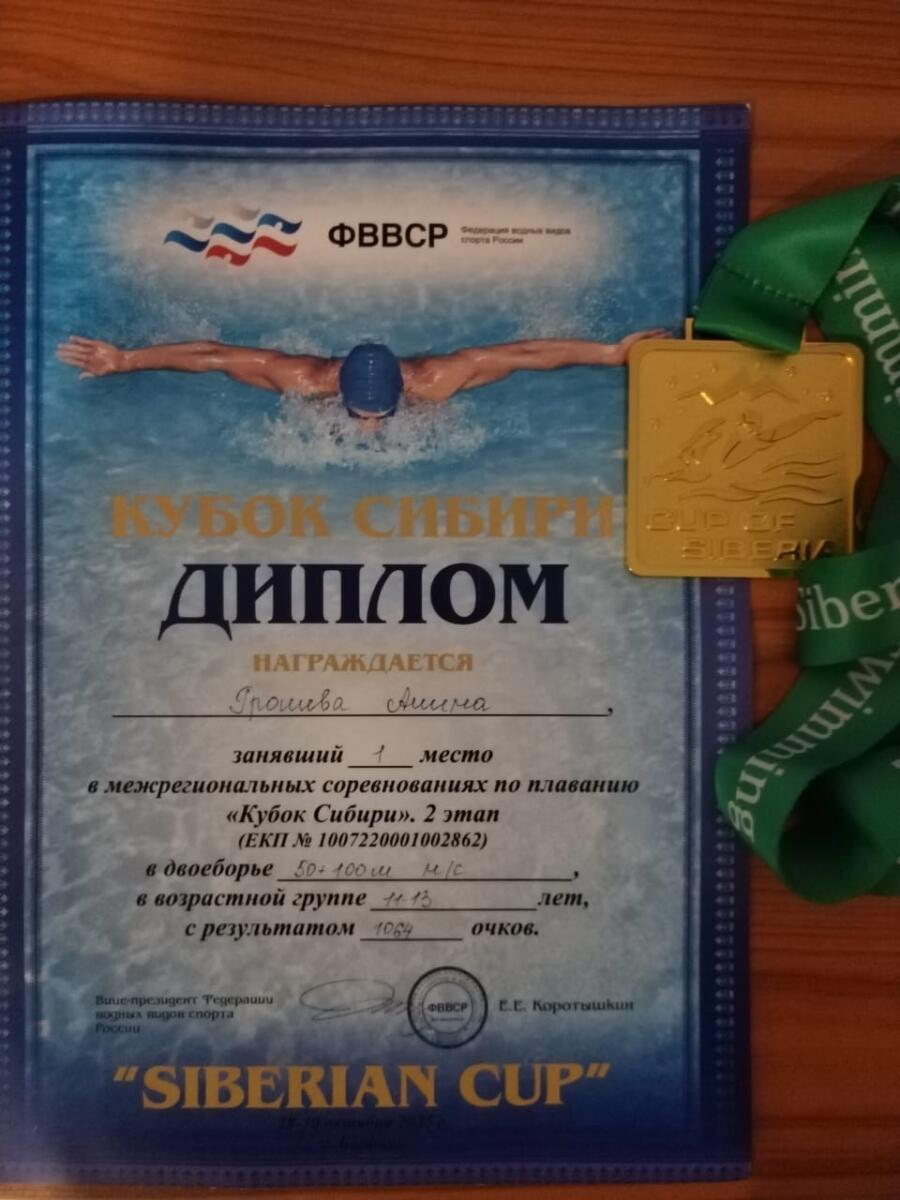 ФВВСР
Федерация водных видов
спорта России
КУБОК СИБИРИ
ДИПЛОМ
НАГРАЖДАЕТСЯ
Грошева Алина,
занявший 1 место
в межрегиональных соревнованиях по плаванию
«Кубок Сибири». 2 этап
(ЕКП № 1007220001002862)
в двоеборье 50+100м н/с,
в возрастной группе 11-13 лет,
с результатом 1064 очков.
Вице-президент Федерации
водных видов спорта
России
ФВВСР
Е.Е. Коротышкин
"SIBERIAN CUP"
CUP OF
SIBERIA
Siber
swimming